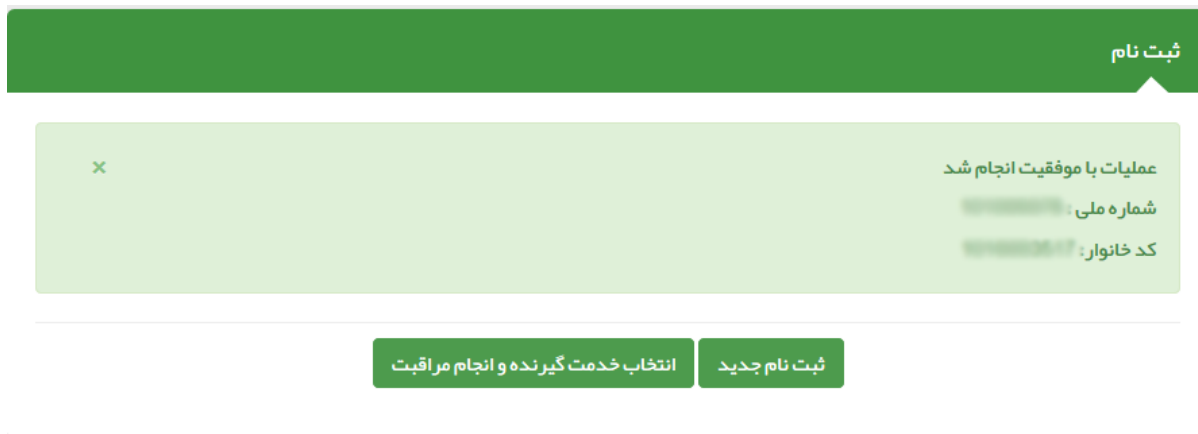 ثبت نام
عملیات با موفقیت انجام شد
×
شماره ملی :
کد خانوار :
ثبت نام جدید
انتخاب خدمت گیرنده و انجام مراقبت